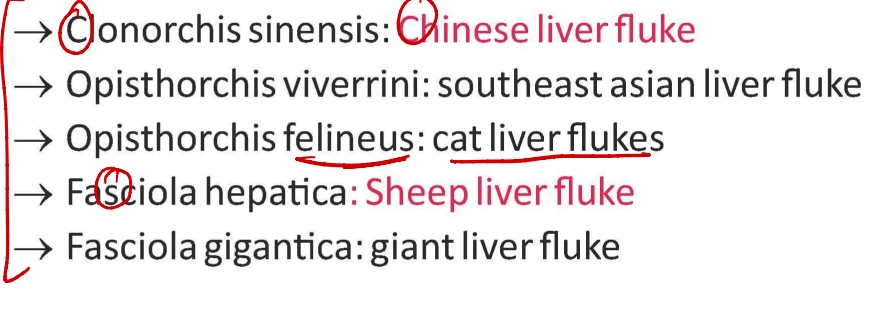 → Clonorchis sinensis: Chinese liver fluke
→ Opisthorchis viverrini: southeast asian liver fluke
→ Opisthorchis felineus: cat liver flukes
→ Fasciola hepatica: Sheep liver fluke
→ Fasciola gigantica: giant liver fluke